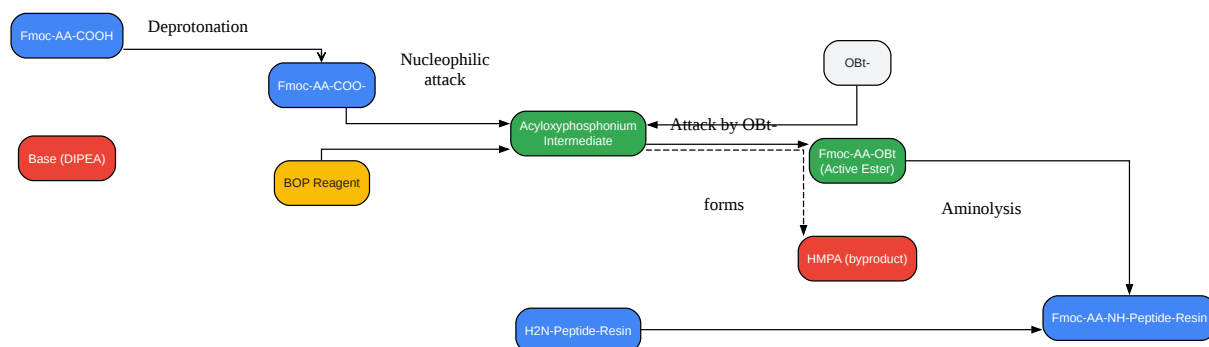 Fmoc-AA-COOH
Deprotonation
Fmoc-AA-COO-
Nucleophilic
attack
OBt-
Acyloxyphosphonium
Intermediate
Attack by OBt-
Base (DIPEA)
BOP Reagent
Fmoc-AA-OBt
(Active Ester)
forms
Aminolysis
HMPA (byproduct)
H2N-Peptide-Resin
Fmoc-AA-NH-Peptide-Resin